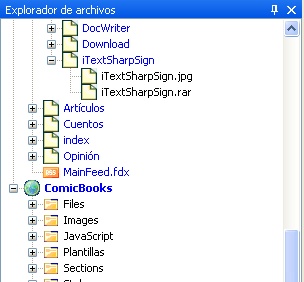 Explorador de archivos
DocWriter
Download
iTextSharpSign
iTextSharpSign.jpg
iTextSharpSign.rar
Artículos
Cuentos
index
Opinión
MainFeed.fdx
ComicBooks
Files
Images
JavaScript
Plantillas
Sections